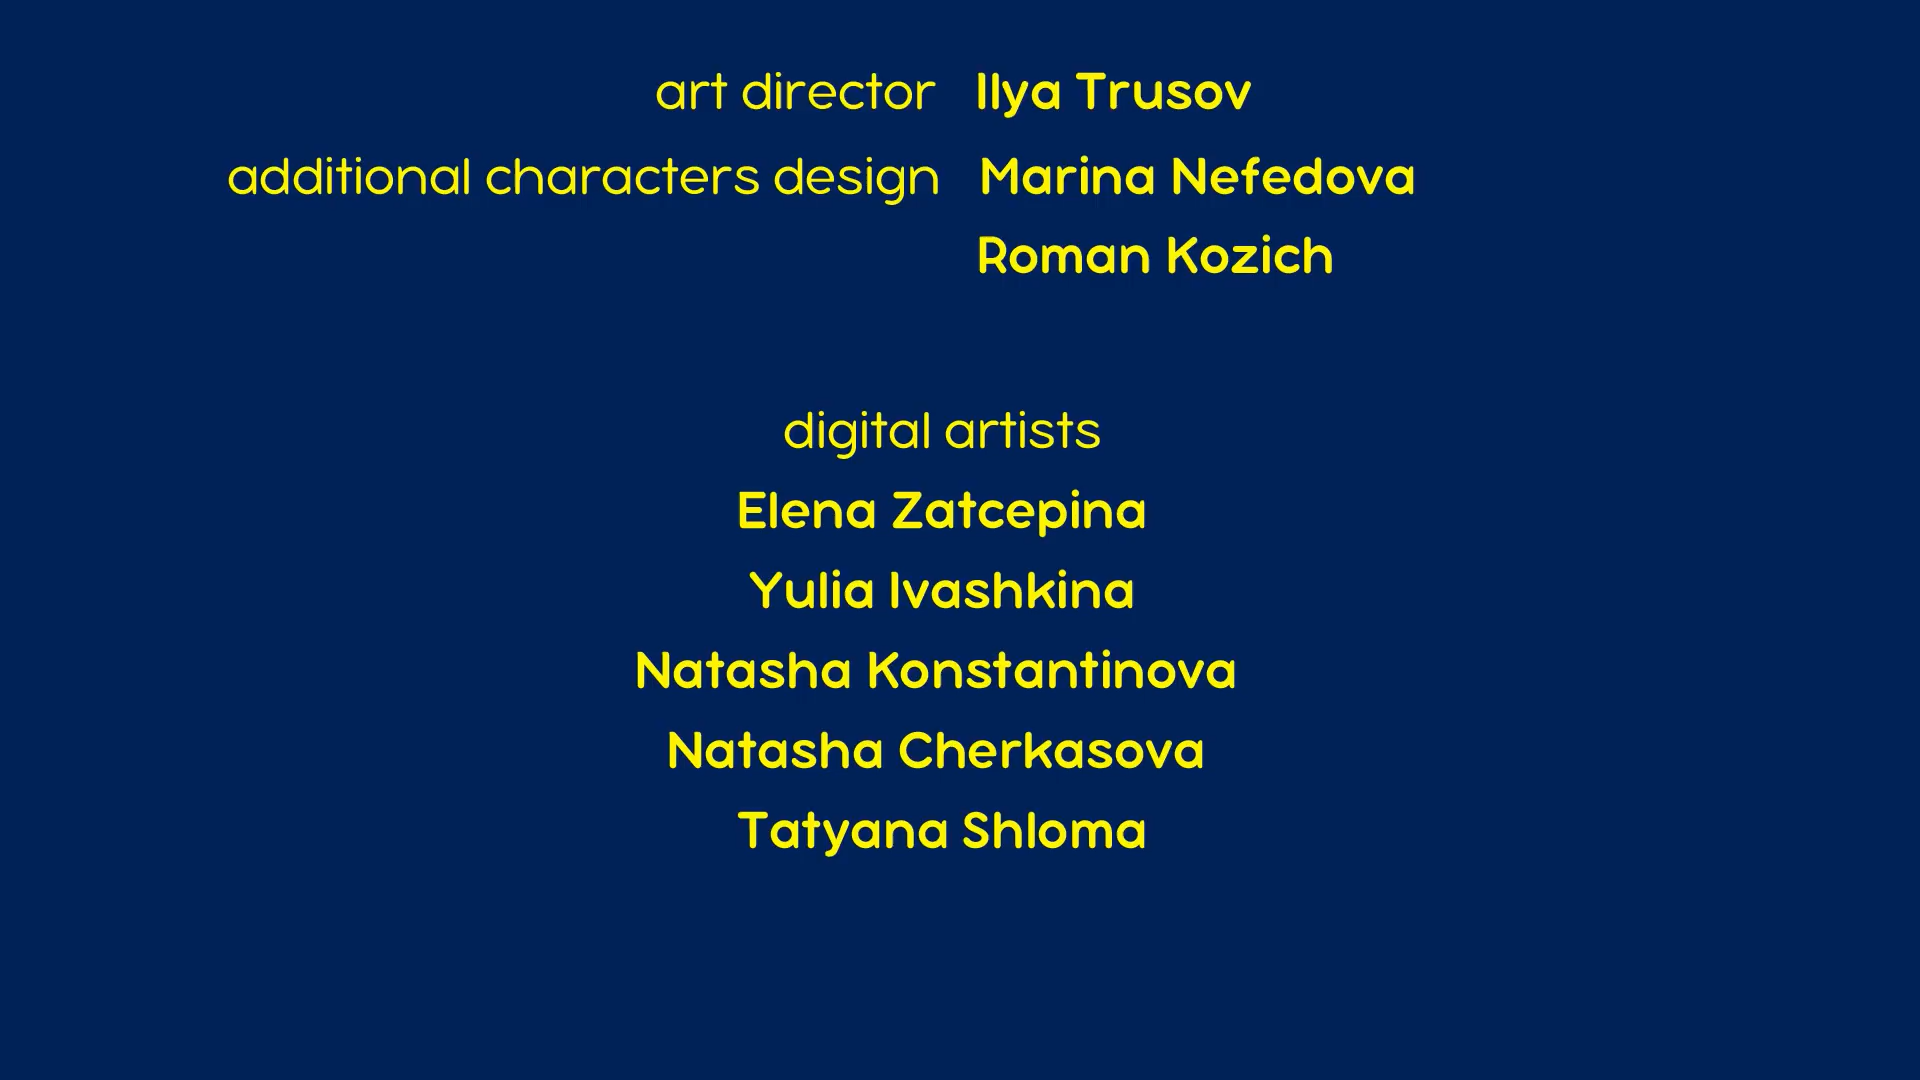 art director Ilya Trusov
additional characters design Marina Nefedova
Roman Kozich
digital artists
Elena Zatcepina
Yulia Ivashkina
Natasha Konstantinova
Natasha Cherkasova
Tatyana Shloma